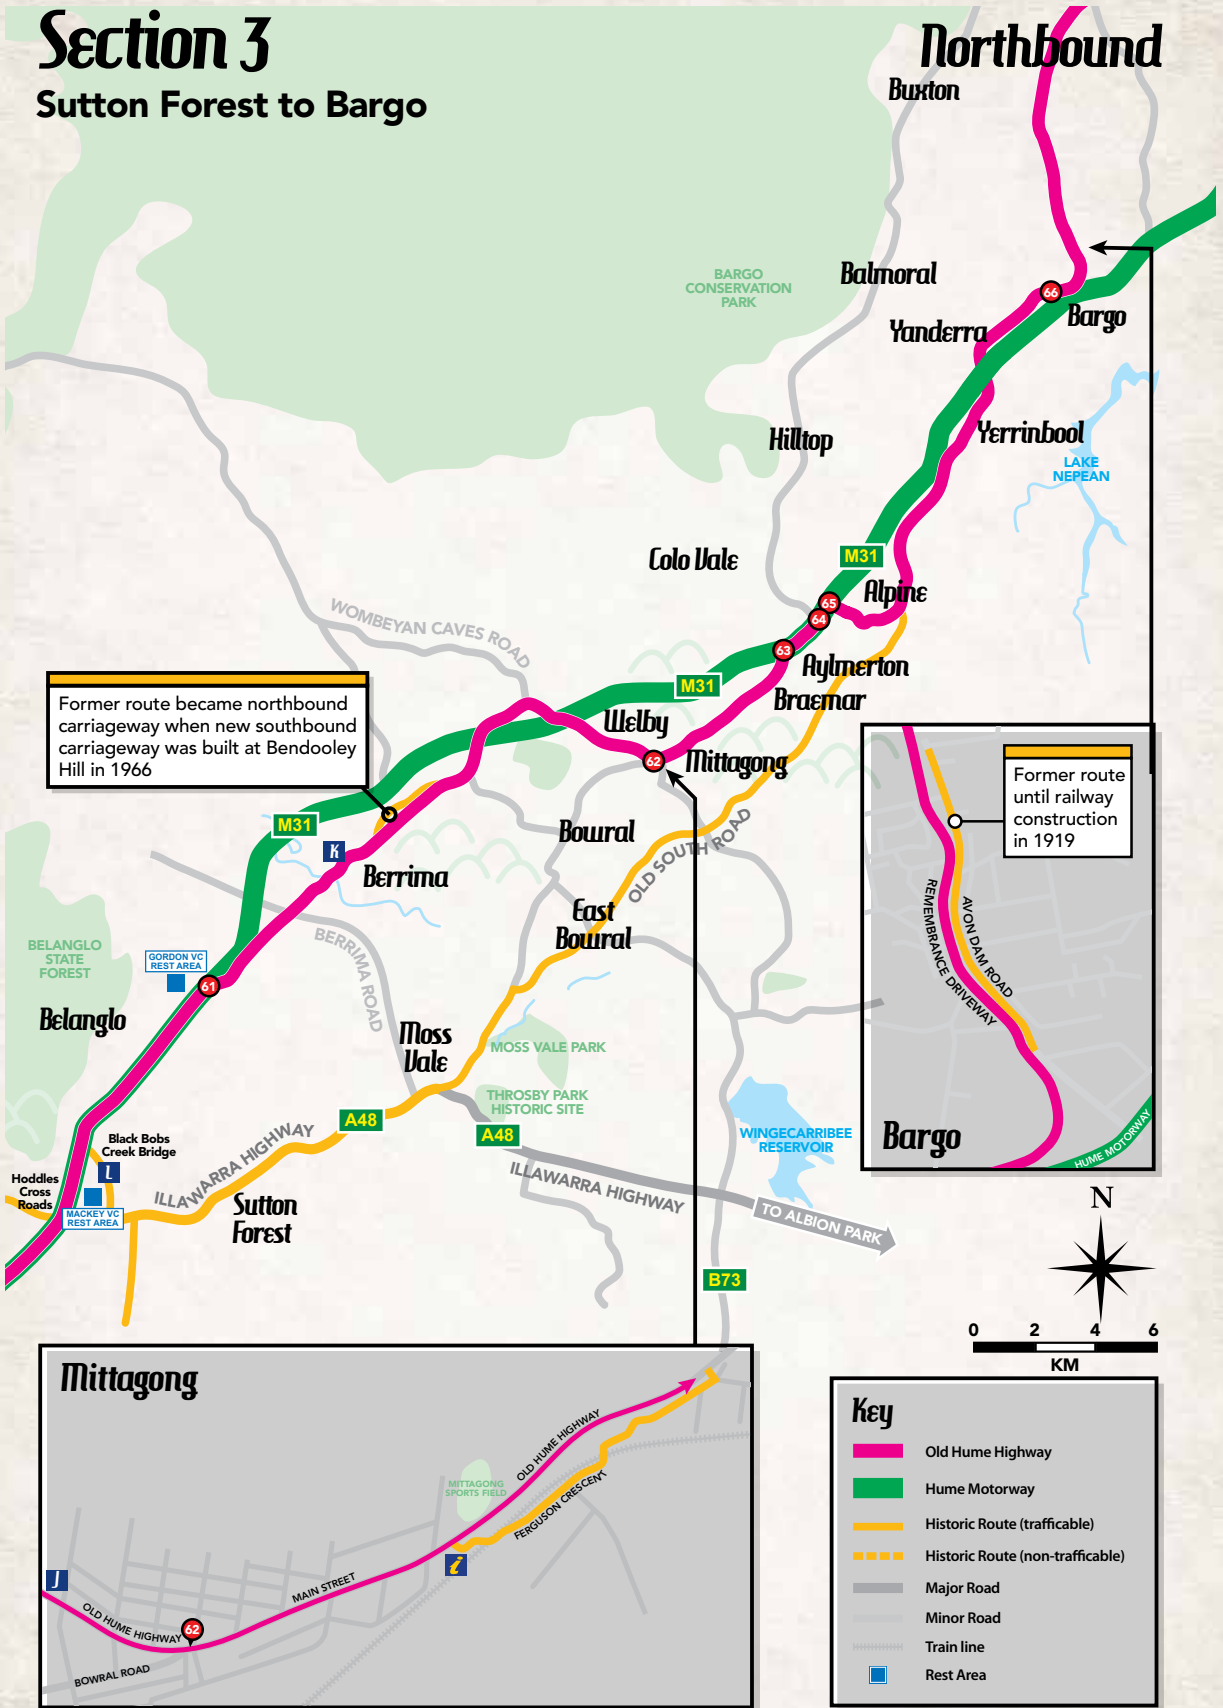 Section 3
Sutton Forest to Bargo
Northbound
Buxton
BARGO
CONSERVATION
PARK
Balmoral
66
Bargo
Yanderra
Hilltop
Yerrinbool
LAKE
NEPEAN
Colo Vale
M31
Alpine
65
64
WOMBEYAN CAVES ROAD
63
Aylmerton
Braemar
M31
Former route became northbound
carriageway when new southbound
carriageway was built at Bendooley
Hill in 1966
Welby
62
Mittagong
M31
K
Berrima
Bowral
OLD SOUTH ROAD
East
Bowral
BERRIMA ROAD
BELANGLO
STATE
FOREST
GORDON VC
REST AREA
61
Belanglo
Moss
Vale
MOSS VALE PARK
THROSBY PARK
HISTORIC SITE
A48
A48
WINGECARRIBEE
RESERVOIR
Black Bobs
Creek Bridge
L
Hoddles
Cross
Roads
MACKEY VC
REST AREA
ILLAWARRA HIGHWAY
Sutton
Forest
ILLAWARRA HIGHWAY
TO ALBION PARK
B73
Former route
until railway
construction
in 1919
REMEMBRANCE DRIVEWAY
AVON DAM ROAD
Bargo
HUME MOTORWAY
N
0 2 4 6
KM
Mittagong
OLD HUME HIGHWAY
MITTAGONG
SPORTS FIELD
FERGUSON CRESCENT
i
J
MAIN STREET
OLD HUME HIGHWAY
62
BOWRAL ROAD
Key
Old Hume Highway
Hume Motorway
Historic Route (trafficable)
Historic Route (non-trafficable)
Major Road
Minor Road
Train line
Rest Area